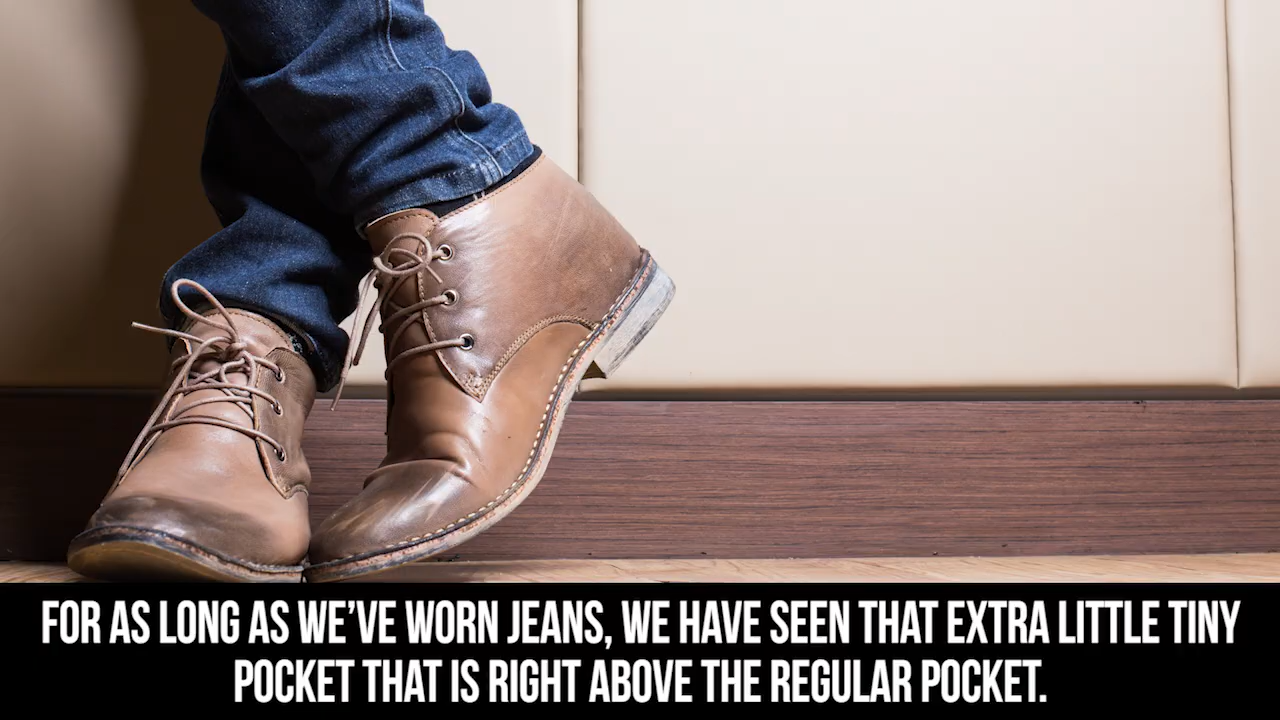 FOR AS LONG AS WE'VE WORN JEANS, WE HAVE SEEN THAT EXTRA LITTLE TINY
POCKET THAT IS RIGHT ABOVE THE REGULAR POCKET.